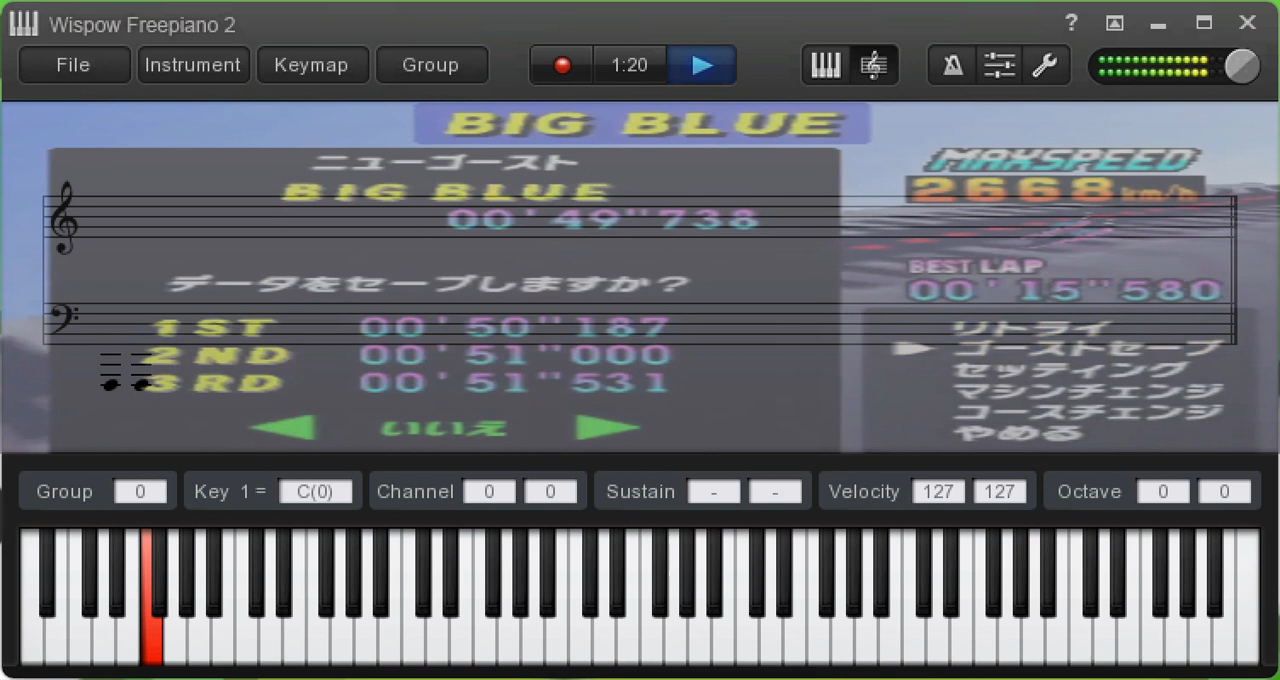 Wispow Freepiano 2
?
File
Instrument
Keymap
Group
1:20
BIG BLUE
ニューゴースト
BIG BLUE
00'49"738
データをセーブしますか?
1ST 00'50"187
2ND 00'51"000
3RD 00'51"531
いいえ
MAXSPEED
2668km/h
BEST LAP
00'15"580
リトライ
ゴーストセーブ
セッティング
マシンチェンジ
コースチェンジ
やめる
Group 0
Key 1 = C(0)
Channel 0 0
Sustain - -
Velocity 127 127
Octave 0 0